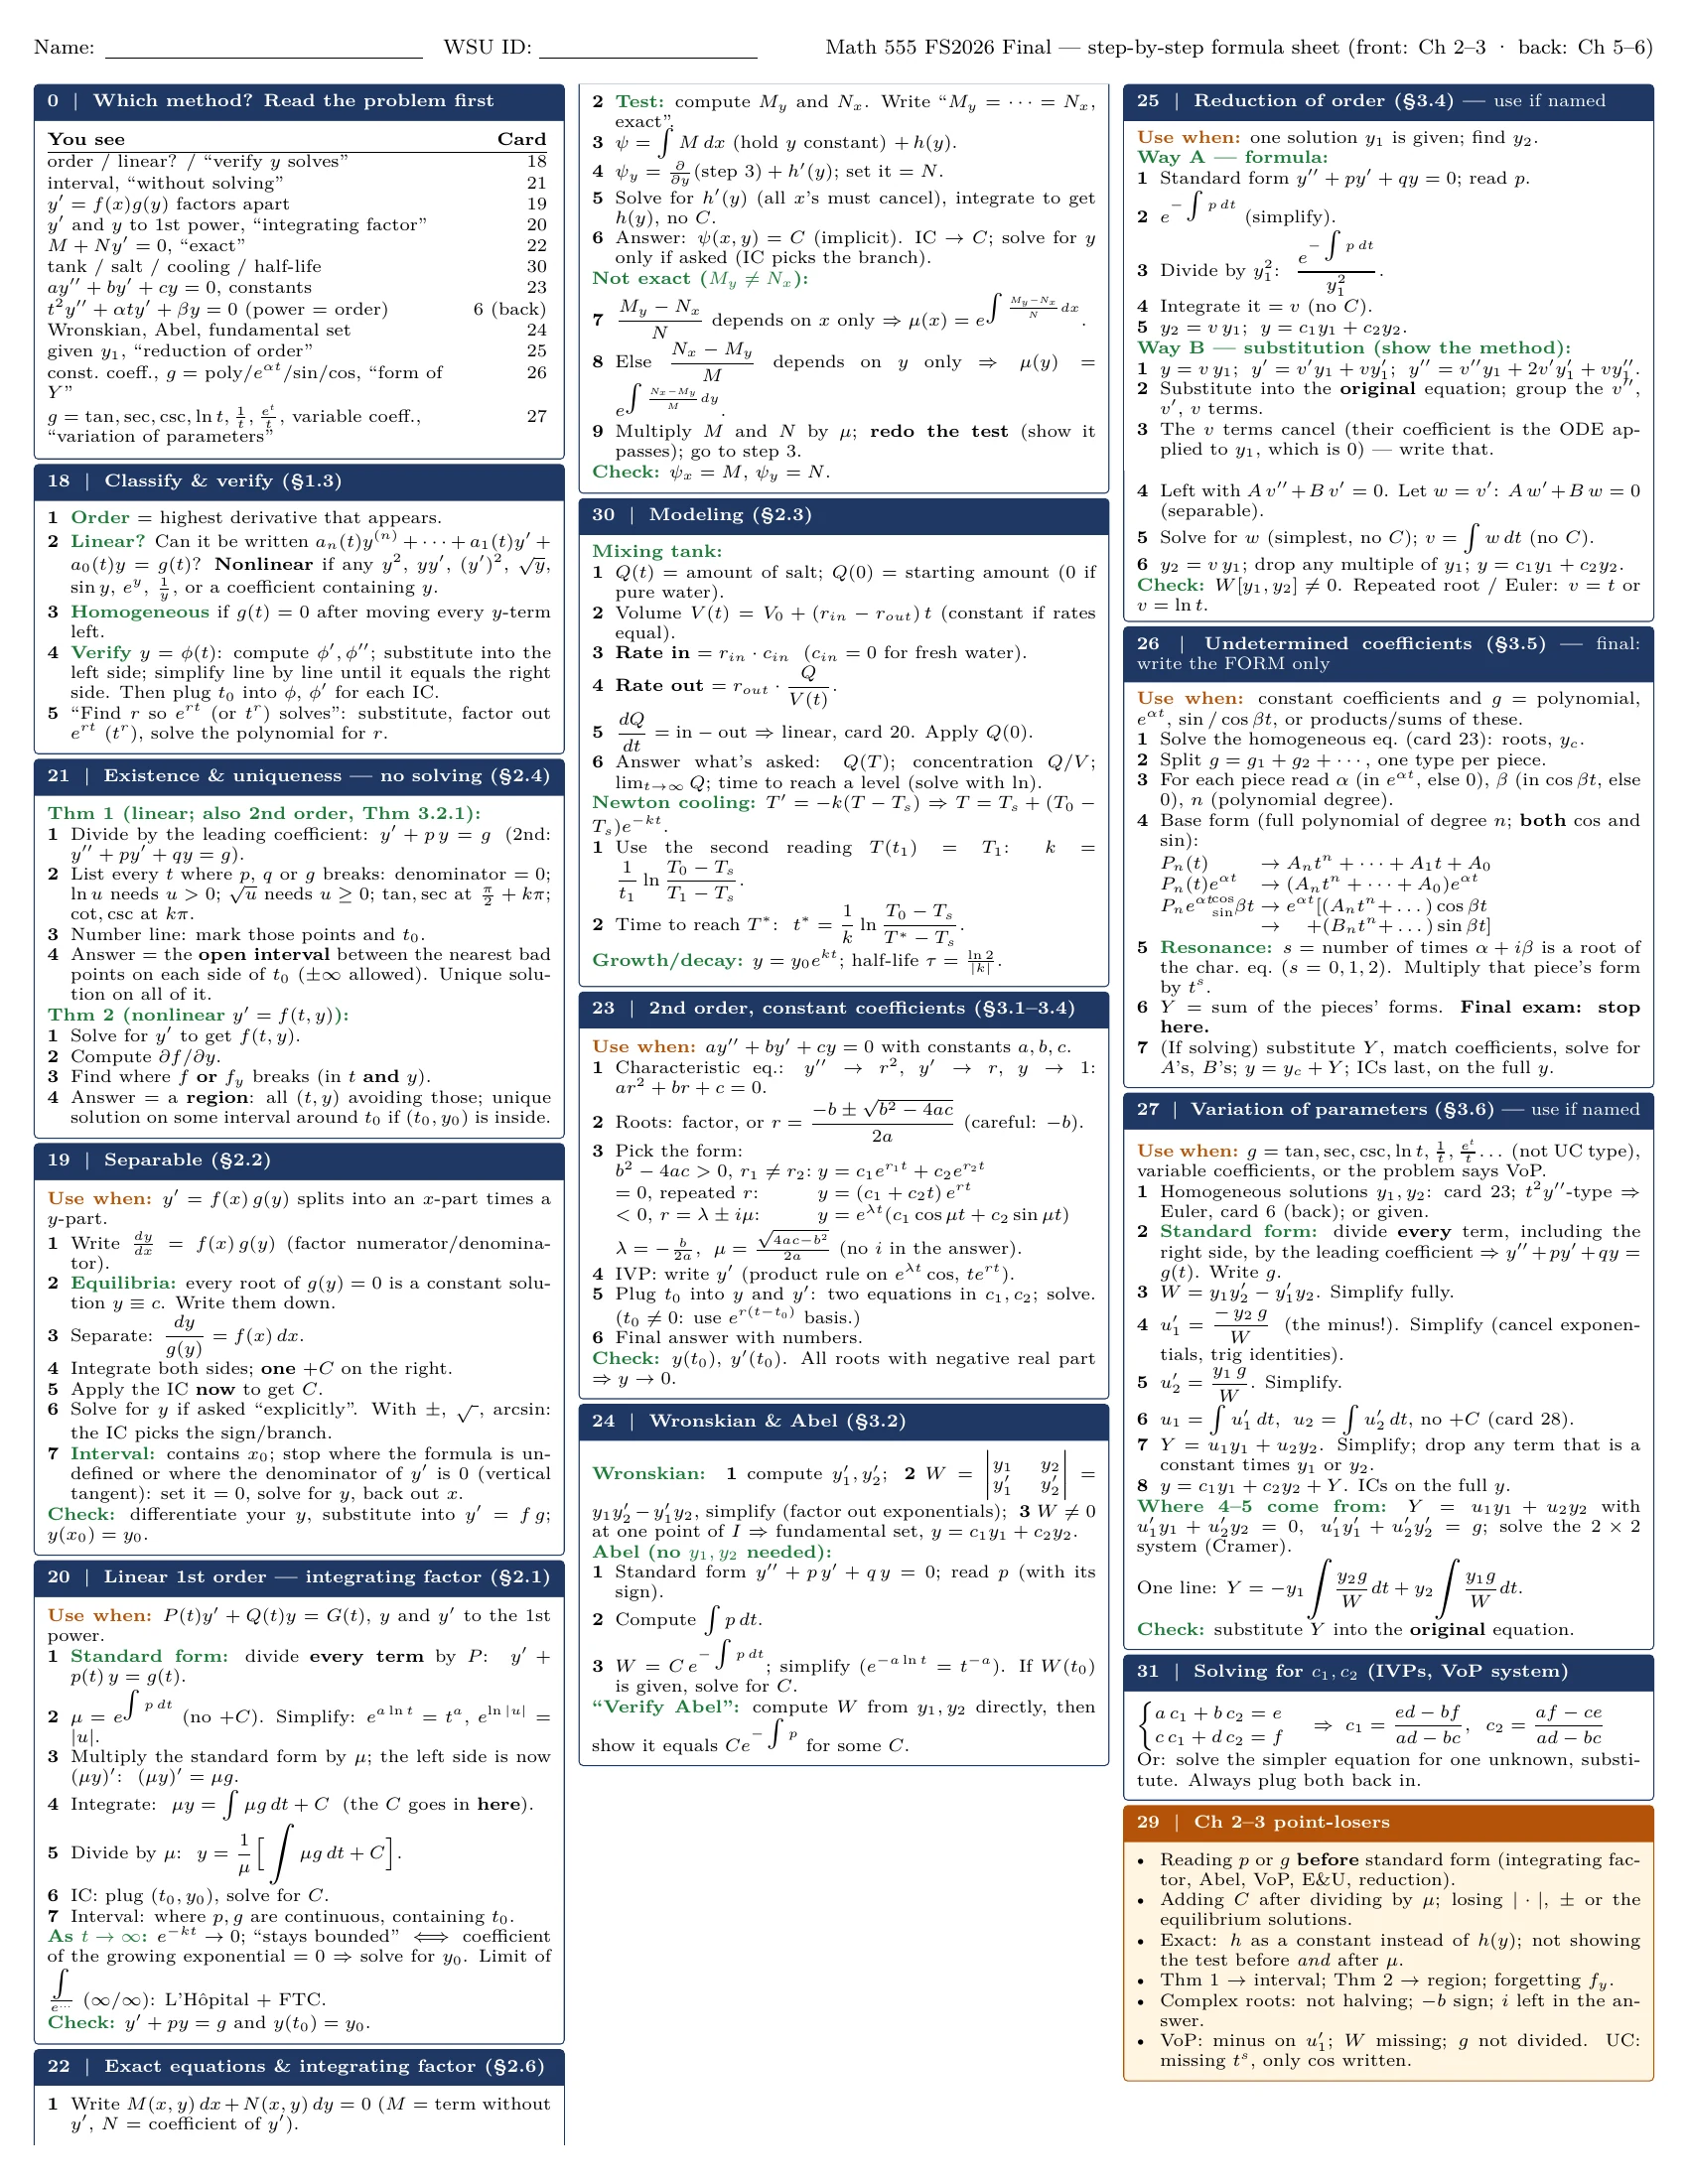 Name: WSU ID: Math 555 FS2026 Final — step-by-step formula sheet (front: Ch 2–3 · back: Ch 5–6)
0 | Which method? Read the problem first
You see Card
order / linear? / “verify y solves” 18
interval, “without solving” 21
y′ = f(x)g(y) factors apart 19
y′ and y to 1st power, “integrating factor” 20
M + Ny′ = 0, “exact” 22
tank / salt / cooling / half-life 30
ay″ + by′ + cy = 0, constants 23
t²y″ + αty′ + βy = 0 (power = order) 6 (back)
Wronskian, Abel, fundamental set 24
given y₁, “reduction of order” 25
const. coeff., g = poly/e^{αt}/sin/cos, “form of 26
Y”
g = tan, sec, csc, ln t, 1/t, e^t/t, variable coeff., 27
“variation of parameters”
18 | Classify & verify (§1.3)
1 Order = highest derivative that appears.
2 Linear? Can it be written aₙ(t)y⁽ⁿ⁾ + · · · + a₁(t)y′ +
a₀(t)y = g(t)? Nonlinear if any y², yy′, (y′)², √y,
sin y, e^y, 1/y, or a coefficient containing y.
3 Homogeneous if g(t) = 0 after moving every y-term
left.
4 Verify y = ϕ(t): compute ϕ′, ϕ″; substitute into the
left side; simplify line by line until it equals the right
side. Then plug t₀ into ϕ, ϕ′ for each IC.
5 “Find r so e^{rt} (or t^r) solves”: substitute, factor out
e^{rt} (t^r), solve the polynomial for r.
21 | Existence & uniqueness — no solving (§2.4)
Thm 1 (linear; also 2nd order, Thm 3.2.1):
1 Divide by the leading coefficient: y′ + p y = g (2nd:
y″ + py′ + qy = g).
2 List every t where p, q or g breaks: denominator = 0;
ln u needs u > 0; √u needs u ≥ 0; tan, sec at π/2 + kπ;
cot, csc at kπ.
3 Number line: mark those points and t₀.
4 Answer = the open interval between the nearest bad
points on each side of t₀ (±∞ allowed). Unique solu-
tion on all of it.
Thm 2 (nonlinear y′ = f(t, y)):
1 Solve for y′ to get f(t, y).
2 Compute ∂f/∂y.
3 Find where f or f_y breaks (in t and y).
4 Answer = a region: all (t, y) avoiding those; unique
solution on some interval around t₀ if (t₀, y₀) is inside.
19 | Separable (§2.2)
Use when: y′ = f(x) g(y) splits into an x-part times a
y-part.
1 Write dy/dx = f(x) g(y) (factor numerator/denomina-
tor).
2 Equilibria: every root of g(y) = 0 is a constant solu-
tion y ≡ c. Write them down.
3 Separate: dy/g(y) = f(x) dx.
4 Integrate both sides; one +C on the right.
5 Apply the IC now to get C.
6 Solve for y if asked “explicitly”. With ±, √, arcsin:
the IC picks the sign/branch.
7 Interval: contains x₀; stop where the formula is un-
defined or where the denominator of y′ is 0 (vertical
tangent): set it = 0, solve for y, back out x.
Check: differentiate your y, substitute into y′ = f g;
y(x₀) = y₀.
20 | Linear 1st order — integrating factor (§2.1)
Use when: P(t)y′ + Q(t)y = G(t), y and y′ to the 1st
power.
1 Standard form: divide every term by P: y′ +
p(t) y = g(t).
2 μ = e^{∫ p dt} (no +C). Simplify: e^{a ln t} = t^a, e^{ln |u|} =
|u|.
3 Multiply the standard form by μ; the left side is now
(μy)′: (μy)′ = μg.
4 Integrate: μy = ∫ μg dt + C (the C goes in here).
5 Divide by μ: y = 1/μ [ ∫ μg dt + C ].
6 IC: plug (t₀, y₀), solve for C.
7 Interval: where p, g are continuous, containing t₀.
As t → ∞: e^{−kt} → 0; “stays bounded” ⟺ coefficient
of the growing exponential = 0 ⇒ solve for y₀. Limit of
∫/e^{···} (∞/∞): L’Hôpital + FTC.
Check: y′ + py = g and y(t₀) = y₀.
22 | Exact equations & integrating factor (§2.6)
1 Write M(x, y) dx + N(x, y) dy = 0 (M = term without
y′, N = coefficient of y′).
2 Test: compute M_y and N_x. Write “M_y = · · · = N_x,
exact”.
3 ψ = ∫ M dx (hold y constant) + h(y).
4 ψ_y = ∂/∂y (step 3) + h′(y); set it = N.
5 Solve for h′(y) (all x’s must cancel), integrate to get
h(y), no C.
6 Answer: ψ(x, y) = C (implicit). IC → C; solve for y
only if asked (IC picks the branch).
Not exact (M_y ≠ N_x):
7 (M_y − N_x)/N depends on x only ⇒ μ(x) = e^{∫ (M_y−N_x)/N dx}.
8 Else (N_x − M_y)/M depends on y only ⇒ μ(y) =
e^{∫ (N_x−M_y)/M dy}.
9 Multiply M and N by μ; redo the test (show it
passes); go to step 3.
Check: ψ_x = M, ψ_y = N.
30 | Modeling (§2.3)
Mixing tank:
1 Q(t) = amount of salt; Q(0) = starting amount (0 if
pure water).
2 Volume V(t) = V₀ + (r_in − r_out) t (constant if rates
equal).
3 Rate in = r_in · c_in (c_in = 0 for fresh water).
4 Rate out = r_out · Q/V(t).
5 dQ/dt = in − out ⇒ linear, card 20. Apply Q(0).
6 Answer what’s asked: Q(T); concentration Q/V;
lim_{t→∞} Q; time to reach a level (solve with ln).
Newton cooling: T′ = −k(T − T_s) ⇒ T = T_s + (T₀ −
T_s)e^{−kt}.
1 Use the second reading T(t₁) = T₁: k =
1/t₁ ln (T₀ − T_s)/(T₁ − T_s).
2 Time to reach T*: t* = 1/k ln (T₀ − T_s)/(T* − T_s).
Growth/decay: y = y₀e^{kt}; half-life τ = ln 2/|k|.
23 | 2nd order, constant coefficients (§3.1–3.4)
Use when: ay″ + by′ + cy = 0 with constants a, b, c.
1 Characteristic eq.: y″ → r², y′ → r, y → 1:
ar² + br + c = 0.
2 Roots: factor, or r = (−b ± √(b² − 4ac))/2a (careful: −b).
3 Pick the form:
b² − 4ac > 0, r₁ ≠ r₂: y = c₁e^{r₁t} + c₂e^{r₂t}
= 0, repeated r: y = (c₁ + c₂t) e^{rt}
< 0, r = λ ± iμ: y = e^{λt}(c₁ cos μt + c₂ sin μt)
λ = −b/2a, μ = √(4ac−b²)/2a (no i in the answer).
4 IVP: write y′ (product rule on e^{λt} cos, te^{rt}).
5 Plug t₀ into y and y′: two equations in c₁, c₂; solve.
(t₀ ≠ 0: use e^{r(t−t₀)} basis.)
6 Final answer with numbers.
Check: y(t₀), y′(t₀). All roots with negative real part
⇒ y → 0.
24 | Wronskian & Abel (§3.2)
Wronskian: 1 compute y₁′, y₂′; 2 W = |y₁ y₂; y₁′ y₂′| =
y₁y₂′ − y₁′y₂, simplify (factor out exponentials); 3 W ≠ 0
at one point of I ⇒ fundamental set, y = c₁y₁ + c₂y₂.
Abel (no y₁, y₂ needed):
1 Standard form y″ + p y′ + q y = 0; read p (with its
sign).
2 Compute ∫ p dt.
3 W = C e^{−∫ p dt}; simplify (e^{−a ln t} = t^{−a}). If W(t₀)
is given, solve for C.
“Verify Abel”: compute W from y₁, y₂ directly, then
show it equals Ce^{−∫ p} for some C.
25 | Reduction of order (§3.4) — use if named
Use when: one solution y₁ is given; find y₂.
Way A — formula:
1 Standard form y″ + py′ + qy = 0; read p.
2 e^{−∫ p dt} (simplify).
3 Divide by y₁²: e^{−∫ p dt}/y₁².
4 Integrate it = v (no C).
5 y₂ = v y₁; y = c₁y₁ + c₂y₂.
Way B — substitution (show the method):
1 y = v y₁; y′ = v′y₁ + vy₁′; y″ = v″y₁ + 2v′y₁′ + vy₁″.
2 Substitute into the original equation; group the v″,
v′, v terms.
3 The v terms cancel (their coefficient is the ODE ap-
plied to y₁, which is 0) — write that.
4 Left with A v″ + B v′ = 0. Let w = v′: A w′ + B w = 0
(separable).
5 Solve for w (simplest, no C); v = ∫ w dt (no C).
6 y₂ = v y₁; drop any multiple of y₁; y = c₁y₁ + c₂y₂.
Check: W[y₁, y₂] ≠ 0. Repeated root / Euler: v = t or
v = ln t.
26 | Undetermined coefficients (§3.5) — final:
write the FORM only
Use when: constant coefficients and g = polynomial,
e^{αt}, sin / cos βt, or products/sums of these.
1 Solve the homogeneous eq. (card 23): roots, y_c.
2 Split g = g₁ + g₂ + · · · , one type per piece.
3 For each piece read α (in e^{αt}, else 0), β (in cos βt, else
0), n (polynomial degree).
4 Base form (full polynomial of degree n; both cos and
sin):
Pₙ(t) → Aₙtⁿ + · · · + A₁t + A₀
Pₙ(t)e^{αt} → (Aₙtⁿ + · · · + A₀)e^{αt}
Pₙe^{αt} cos sin βt → e^{αt}[(Aₙtⁿ + . . . ) cos βt
→ +(Bₙtⁿ + . . . ) sin βt]
5 Resonance: s = number of times α + iβ is a root of
the char. eq. (s = 0, 1, 2). Multiply that piece’s form
by t^s.
6 Y = sum of the pieces’ forms. Final exam: stop
here.
7 (If solving) substitute Y, match coefficients, solve for
A’s, B’s; y = y_c + Y; ICs last, on the full y.
27 | Variation of parameters (§3.6) — use if named
Use when: g = tan, sec, csc, ln t, 1/t, e^t/t . . . (not UC type),
variable coefficients, or the problem says VoP.
1 Homogeneous solutions y₁, y₂: card 23; t²y″-type ⇒
Euler, card 6 (back); or given.
2 Standard form: divide every term, including the
right side, by the leading coefficient ⇒ y″ + py′ + qy =
g(t). Write g.
3 W = y₁y₂′ − y₁′y₂. Simplify fully.
4 u₁′ = − y₂ g/W (the minus!). Simplify (cancel exponen-
tials, trig identities).
5 u₂′ = y₁ g/W. Simplify.
6 u₁ = ∫ u₁′ dt, u₂ = ∫ u₂′ dt, no +C (card 28).
7 Y = u₁y₁ + u₂y₂. Simplify; drop any term that is a
constant times y₁ or y₂.
8 y = c₁y₁ + c₂y₂ + Y. ICs on the full y.
Where 4–5 come from: Y = u₁y₁ + u₂y₂ with
u₁′y₁ + u₂′y₂ = 0, u₁′y₁′ + u₂′y₂′ = g; solve the 2 × 2
system (Cramer).
One line: Y = −y₁ ∫ y₂g/W dt + y₂ ∫ y₁g/W dt.
Check: substitute Y into the original equation.
31 | Solving for c₁, c₂ (IVPs, VoP system)
{ a c₁ + b c₂ = e
c c₁ + d c₂ = f ⇒ c₁ = (ed − bf)/(ad − bc), c₂ = (af − ce)/(ad − bc)
Or: solve the simpler equation for one unknown, substi-
tute. Always plug both back in.
29 | Ch 2–3 point-losers
• Reading p or g before standard form (integrating fac-
tor, Abel, VoP, E&U, reduction).
• Adding C after dividing by μ; losing | · |, ± or the
equilibrium solutions.
• Exact: h as a constant instead of h(y); not showing
the test before and after μ.
• Thm 1 → interval; Thm 2 → region; forgetting f_y.
• Complex roots: not halving; −b sign; i left in the an-
swer.
• VoP: minus on u₁′; W missing; g not divided. UC:
missing t^s, only cos written.